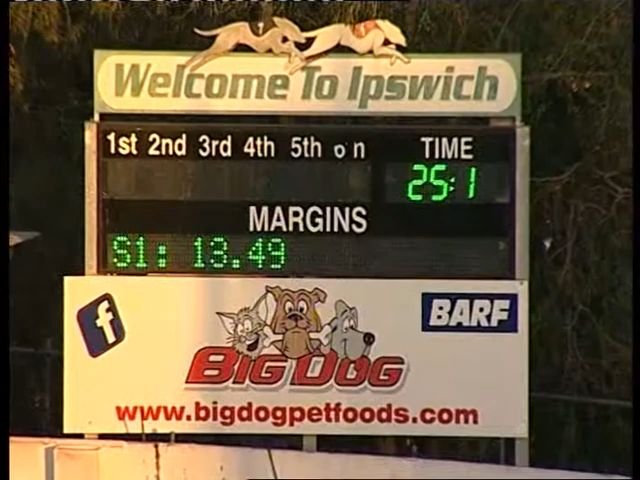 Welcome To Ipswich
1st 2nd 3rd 4th 5th o n TIME
25:1
MARGINS
S1: 13.49
f
BARF
BIG DOG
www.bigdogpetfoods.com